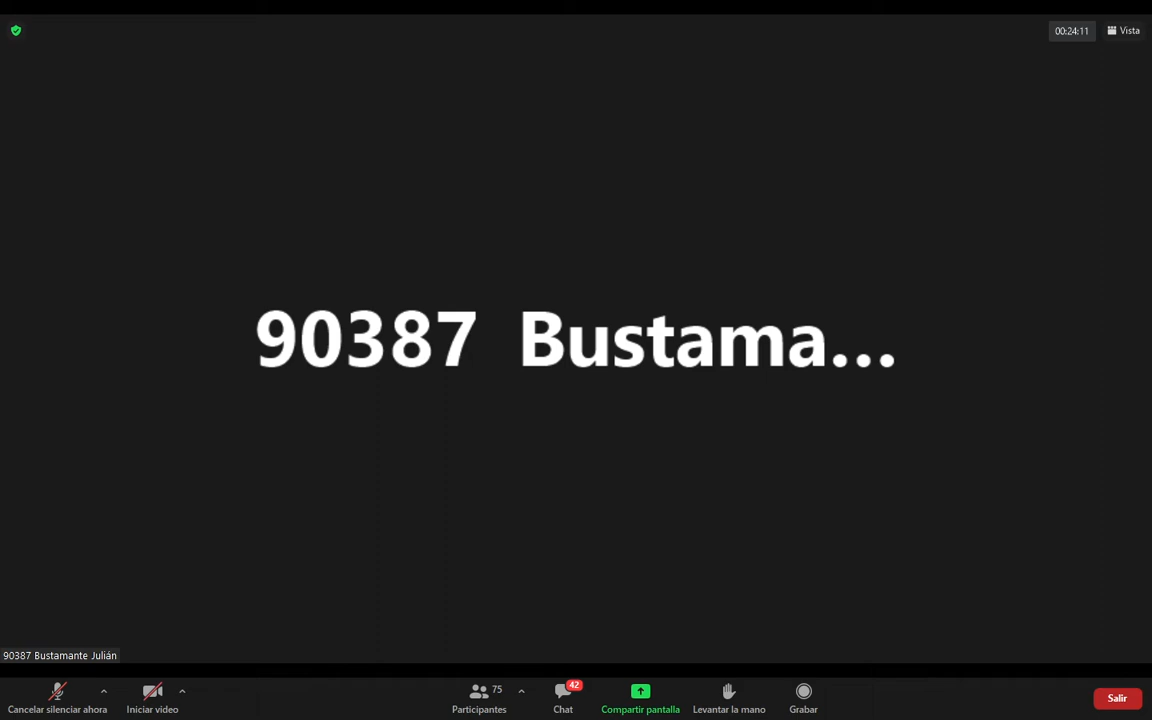 00:24:11 Vista
90387 Bustama...
90387 Bustamante Julián
75 42
Cancelar silenciar ahora Iniciar video Participantes Chat Compartir pantalla Levantar la mano Grabar Salir